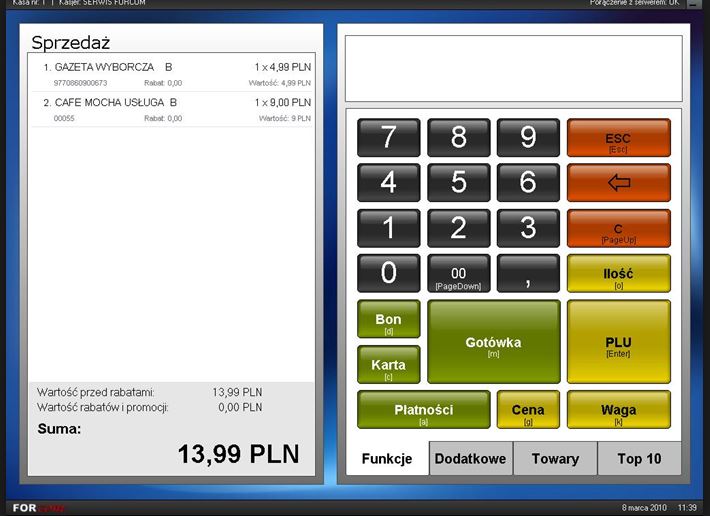 Kasa nr: 1 | Kasjer: SERWIS FORCOM
Połączenie z serwerem: OK
Sprzedaż
1. GAZETA WYBORCZA B 1 x 4,99 PLN
9770860900673 Rabat: 0,00 Wartość: 4,99 PLN
2. CAFE MOCHA USŁUGA B 1 x 9,00 PLN
00055 Rabat: 0,00 Wartość: 9 PLN
Wartość przed rabatami: 13,99 PLN
Wartość rabatów i promocji: 0,00 PLN
Suma:
13,99 PLN
7 8 9 ESC
[Esc]
4 5 6
1 2 3 C
[PageUp]
0 00 , Ilość
[PageDown] [o]
Bon
[d]
Gotówka
[m]
PLU
[Enter]
Karta
[c]
Płatności Cena Waga
[a] [g] [k]
Funkcje Dodatkowe Towary Top 10
FORCOM
8 marca 2010 11:39